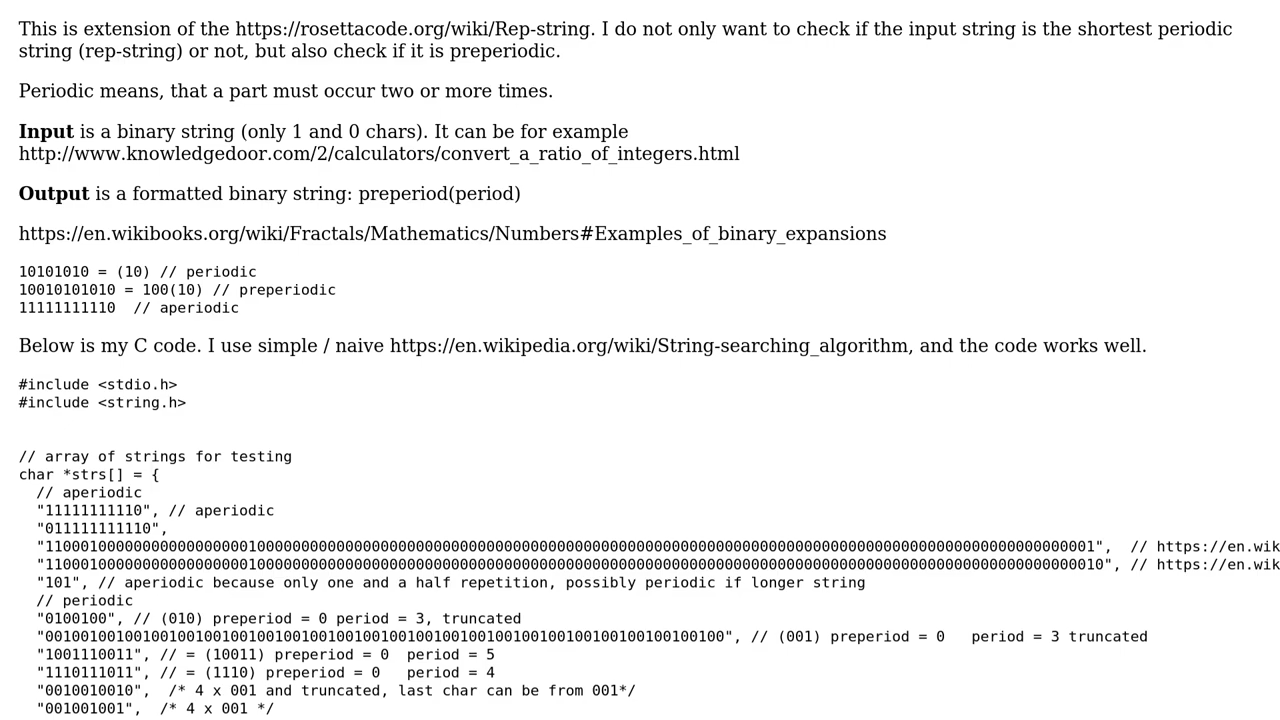 This is extension of the https://rosettacode.org/wiki/Rep-string. I do not only want to check if the input string is the shortest periodic
string (rep-string) or not, but also check if it is preperiodic.
Periodic means, that a part must occur two or more times.
Input is a binary string (only 1 and 0 chars). It can be for example
http://www.knowledgedoor.com/2/calculators/convert_a_ratio_of_integers.html
Output is a formatted binary string: preperiod(period)
https://en.wikibooks.org/wiki/Fractals/Mathematics/Numbers#Examples_of_binary_expansions
10101010 = (10) // periodic
10010101010 = 100(10) // preperiodic
11111111110  // aperiodic
Below is my C code. I use simple / naive https://en.wikipedia.org/wiki/String-searching_algorithm, and the code works well.
#include <stdio.h>
#include <string.h>
// array of strings for testing
char *strs[] = {
  // aperiodic
  "11111111110", // aperiodic
  "011111111110",
  // https://en.wik
  // https://en.wik
  "101", // aperiodic because only one and a half repetition, possibly periodic if longer string
  // periodic
  "0100100", // (010) preperiod = 0 period = 3, truncated
  "001001001001001001001001001001001001001001001001001001001001001001001001001100", // (001) preperiod = 0   period = 3 truncated
  "1001110011", // = (10011) preperiod = 0  period = 5
  "1110111011", // = (1110) preperiod = 0   period = 4
  "0010010010",  /* 4 x 001 and truncated, last char can be from 001*/
  "001001001",  /* 4 x 001 */